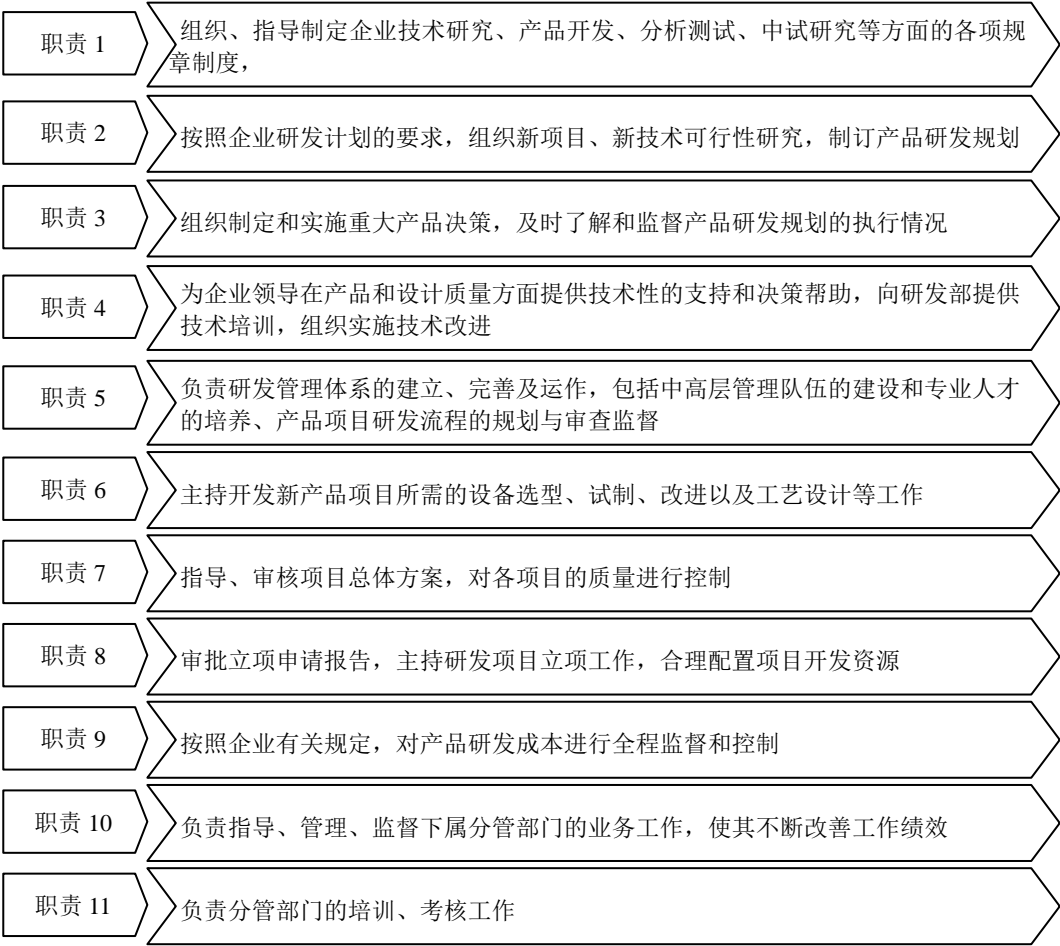 职责 1
组织、指导制定企业技术研究、产品开发、分析测试、中试研究等方面的各项规
章制度，
职责 2
按照企业研发计划的要求，组织新项目、新技术可行性研究，制订产品研发规划
职责 3
组织制定和实施重大产品决策，及时了解和监督产品研发规划的执行情况
职责 4
为企业领导在产品和设计质量方面提供技术性的支持和决策帮助，向研发部提供
技术培训，组织实施技术改进
职责 5
负责研发管理体系的建立、完善及运作，包括中高层管理队伍的建设和专业人才
的培养、产品项目研发流程的规划与审查监督
职责 6
主持开发新产品项目所需的设备选型、试制、改进以及工艺设计等工作
职责 7
指导、审核项目总体方案，对各项目的质量进行控制
职责 8
审批立项申请报告，主持研发项目立项工作，合理配置项目开发资源
职责 9
按照企业有关规定，对产品研发成本进行全程监督和控制
职责 10
负责指导、管理、监督下属分管部门的业务工作，使其不断改善工作绩效
职责 11
负责分管部门的培训、考核工作